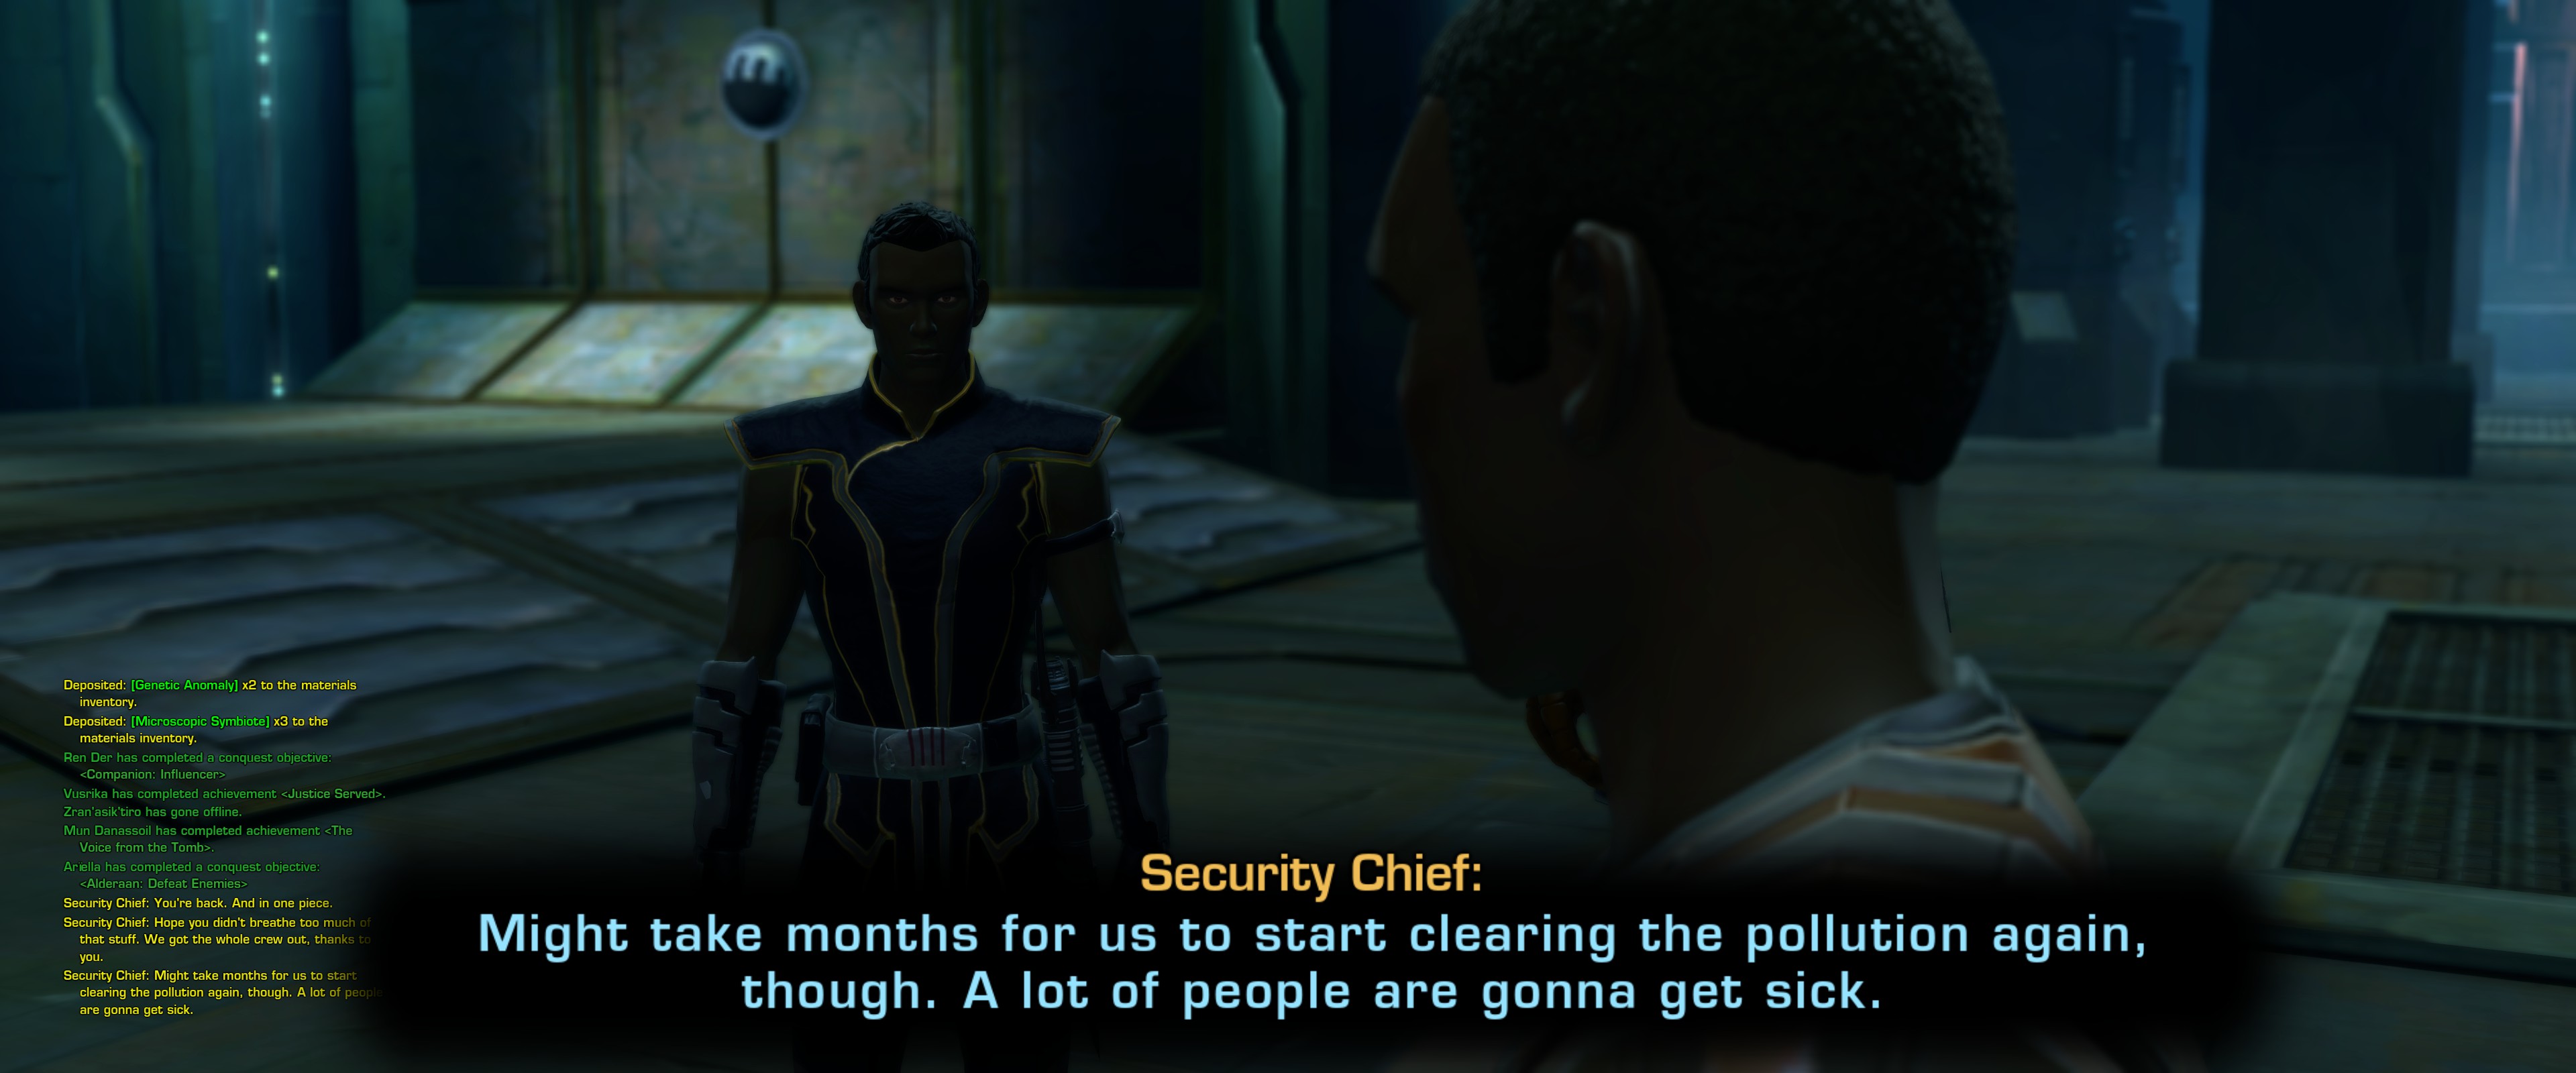 Deposited: [Genetic Anomaly] x2 to the materials
inventory.
Deposited: [Microscopic Symbiote] x3 to the
materials inventory.
Ren Der has completed a conquest objective:
<Companion: Influencer>
Vusrika has completed achievement <Justice Served>.
Zran'asik'tiro has gone offline.
Mun Danassoil has completed achievement <The
Voice from the Tomb>.
Ariella has completed a conquest objective:
<Alderaan: Defeat Enemies>
Security Chief: You're back. And in one piece.
Security Chief: Hope you didn't breathe too much of
that stuff. We got the whole crew out, thanks to
you.
Security Chief: Might take months for us to start
clearing the pollution again, though. A lot of people
are gonna get sick.
Security Chief:
Might take months for us to start clearing the pollution again,
though. A lot of people are gonna get sick.